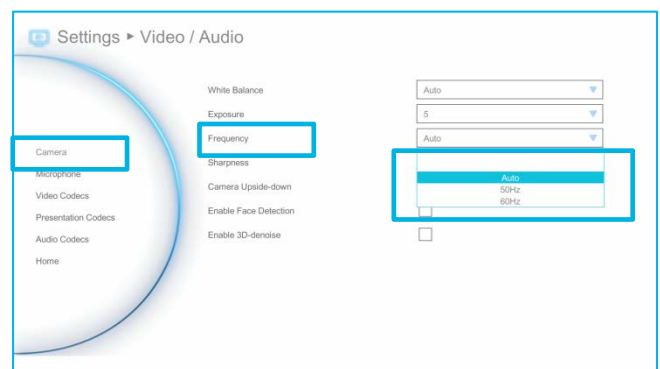 Settings ▸ Video / Audio
White Balance Auto
Exposure 5
Frequency Auto
Sharpness
Auto
Camera Upside-down 50Hz
60Hz
Enable Face Detection
Enable 3D-denoise
Camera
Microphone
Video Codecs
Presentation Codecs
Audio Codecs
Home